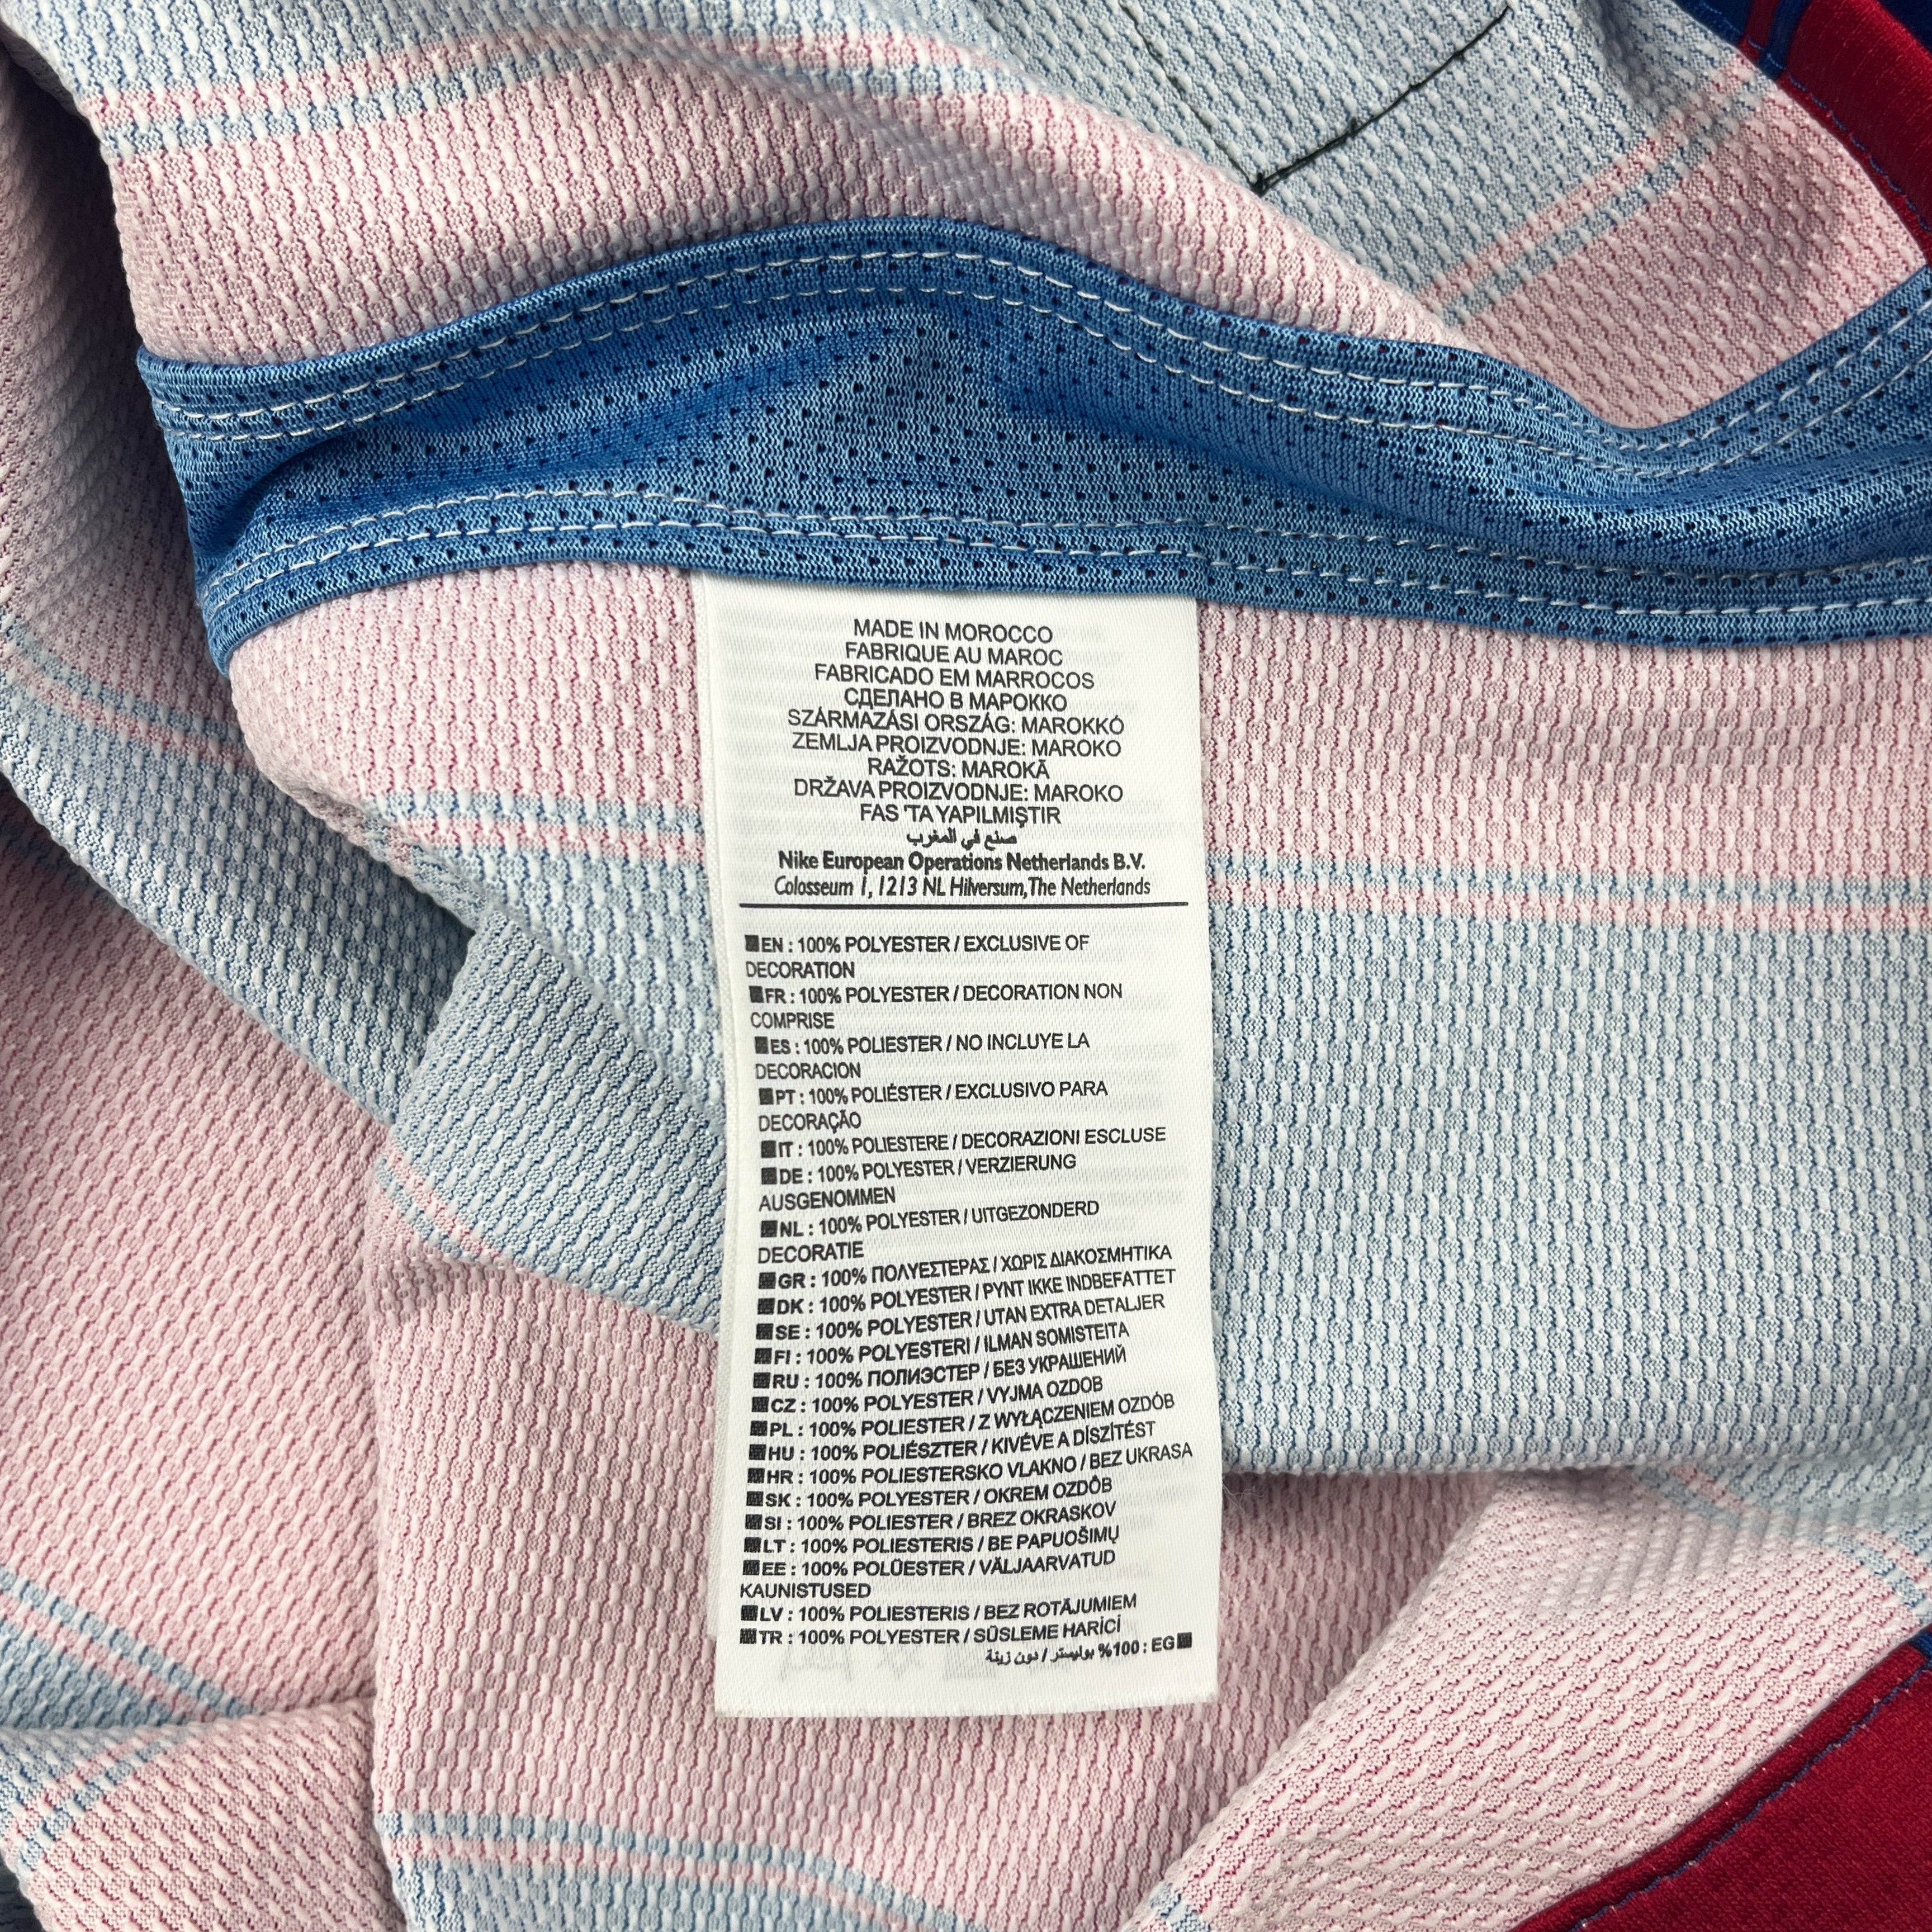 MADE IN MOROCCO
FABRIQUE AU MAROC
FABRICADO EM MARROCOS
СДЕЛАНО В МАРОККО
SZÁRMAZÁSI ORSZÁG: MAROKKÓ
ZEMLJA PROIZVODNJE: MAROKO
RAŽOTS: MAROKĀ
DRŽAVA PROIZVODNJE: MAROKO
FAS 'TA YAPILMIŞTIR
صنع في المغرب
Nike European Operations Netherlands B.V.
Colosseum 1, 1213 NL Hilversum, The Netherlands
EN : 100% POLYESTER / EXCLUSIVE OF
DECORATION
FR : 100% POLYESTER / DECORATION NON
COMPRISE
ES : 100% POLIESTER / NO INCLUYE LA
DECORACION
PT : 100% POLIÉSTER / EXCLUSIVO PARA
DECORAÇÃO
IT : 100% POLIESTERE / DECORAZIONI ESCLUSE
DE : 100% POLYESTER / VERZIERUNG
AUSGENOMMEN
NL : 100% POLYESTER / UITGEZONDERD
DECORATIE
GR : 100% ΠΟΛΥΕΣΤΕΡΑΣ / ΧΩΡΙΣ ΔΙΑΚΟΣΜΗΤΙΚΑ
DK : 100% POLYESTER / PYNT IKKE INDBEFATTET
SE : 100% POLYESTER / UTAN EXTRA DETALJER
FI : 100% POLYESTERI / ILMAN SOMISTEITA
RU : 100% ПОЛИЭСТЕР / БЕЗ УКРАШЕНИЙ
CZ : 100% POLYESTER / VYJMA OZDOB
PL : 100% POLIESTER / Z WYŁĄCZENIEM OZDÓB
HU : 100% POLIÉSZTER / KIVÉVE A DÍSZÍTÉST
HR : 100% POLIESTERSKO VLAKNO / BEZ UKRASA
SK : 100% POLYESTER / OKREM OZDÔB
SI : 100% POLIESTER / BREZ OKRASKOV
LT : 100% POLIESTERIS / BE PAPUOŠIMŲ
EE : 100% POLÜESTER / VÄLJAARVATUD
KAUNISTUSED
LV : 100% POLIESTERIS / BEZ ROTĀJUMIEM
TR : 100% POLYESTER / SÜSLEME HARİCİ
EG : 100% بوليستر / دون زينة